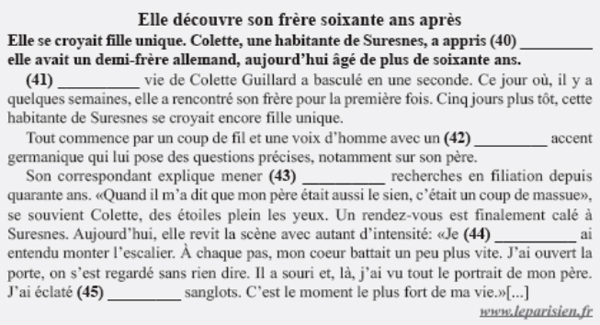 Elle découvre son frère soixante ans après
Elle se croyait fille unique. Colette, une habitante de Suresnes, a appris (40) __________
elle avait un demi-frère allemand, aujourd’hui âgé de plus de soixante ans.
(41) __________ vie de Colette Guillard a basculé en une seconde. Ce jour où, il y a
quelques semaines, elle a rencontré son frère pour la première fois. Cinq jours plus tôt, cette
habitante de Suresnes se croyait encore fille unique.
Tout commence par un coup de fil et une voix d’homme avec un (42) __________ accent
germanique qui lui pose des questions précises, notamment sur son père.
Son correspondant explique mener (43) __________ recherches en filiation depuis
quarante ans. «Quand il m’a dit que mon père était aussi le sien, c’était un coup de massue»,
se souvient Colette, des étoiles plein les yeux. Un rendez-vous est finalement calé à
Suresnes. Aujourd’hui, elle revit la scène avec autant d’intensité: «Je (44) __________ ai
entendu monter l’escalier. À chaque pas, mon coeur battait un peu plus vite. J’ai ouvert la
porte, on s’est regardé sans rien dire. Il a souri et, là, j’ai vu tout le portrait de mon père.
J’ai éclaté (45) __________ sanglots. C’est le moment le plus fort de ma vie.»[...]
www.leparisien.fr